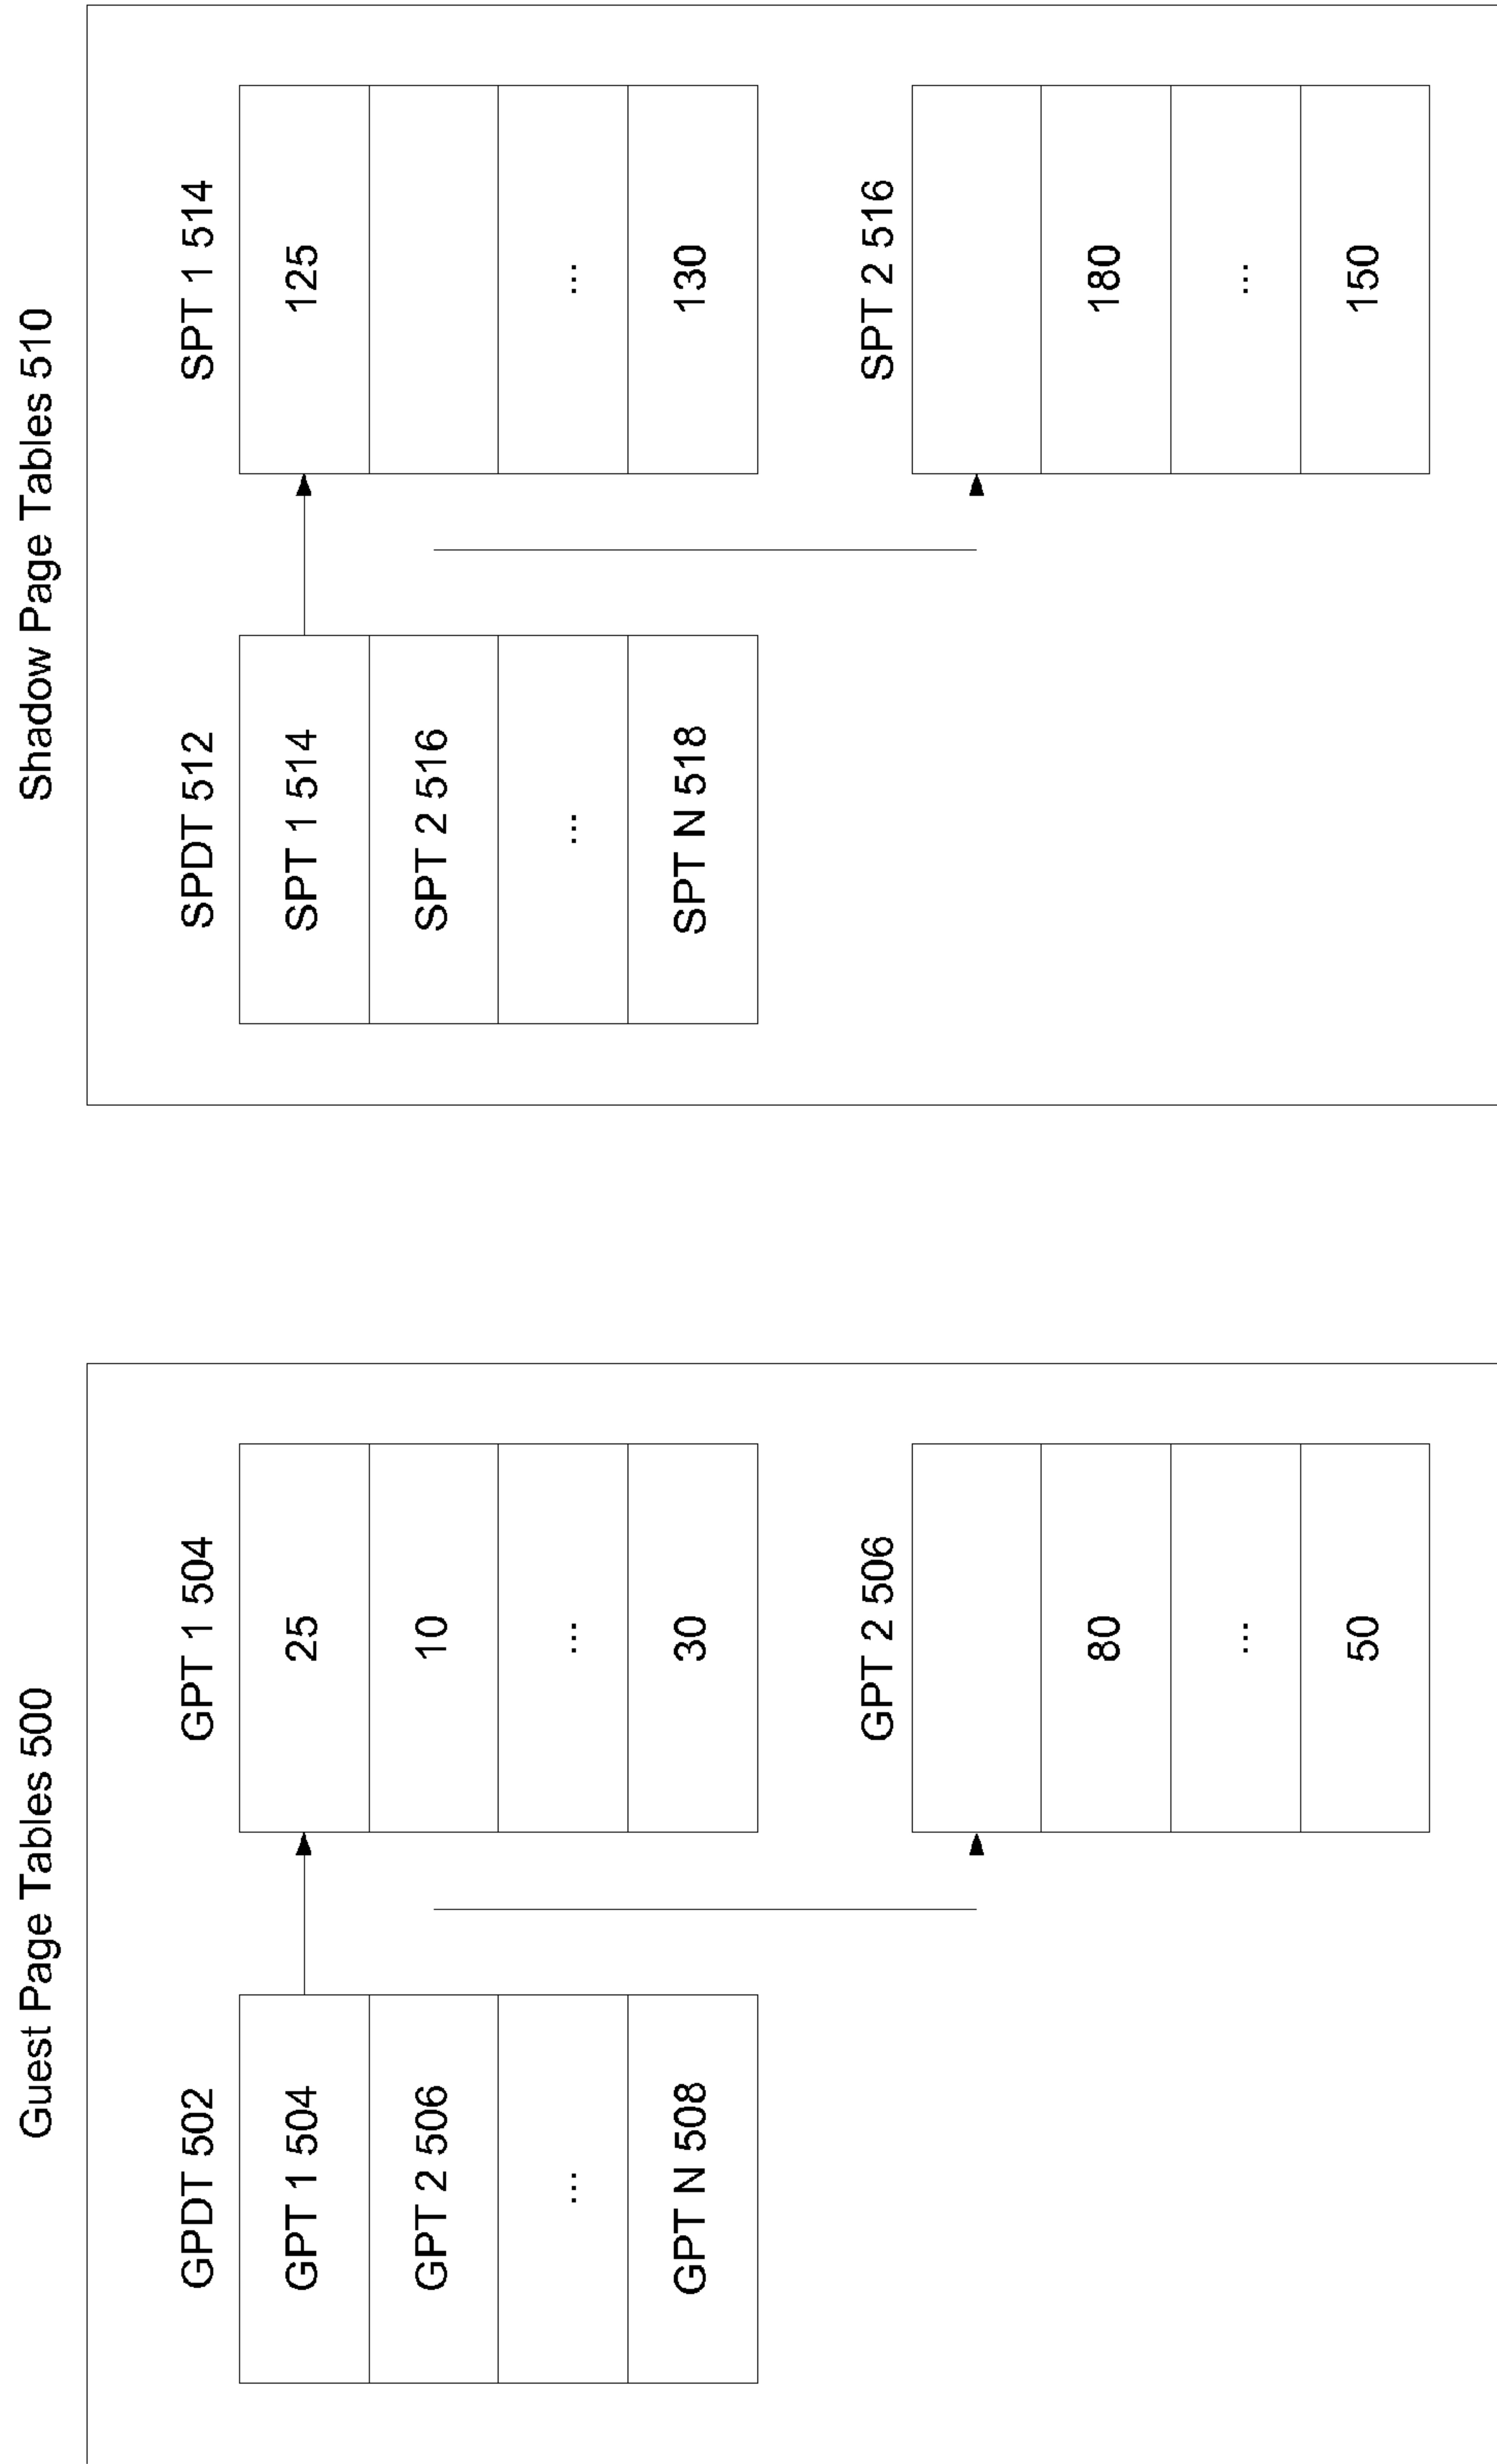 Guest Page Tables 500
GPDT 502
GPT 1 504
GPT 2 506
...
GPT N 508
GPT 1 504
25
10
...
30
GPT 2 506
80
...
50
Shadow Page Tables 510
SPDT 512
SPT 1 514
SPT 2 516
...
SPT N 518
SPT 1 514
125
...
130
SPT 2 516
180
...
150